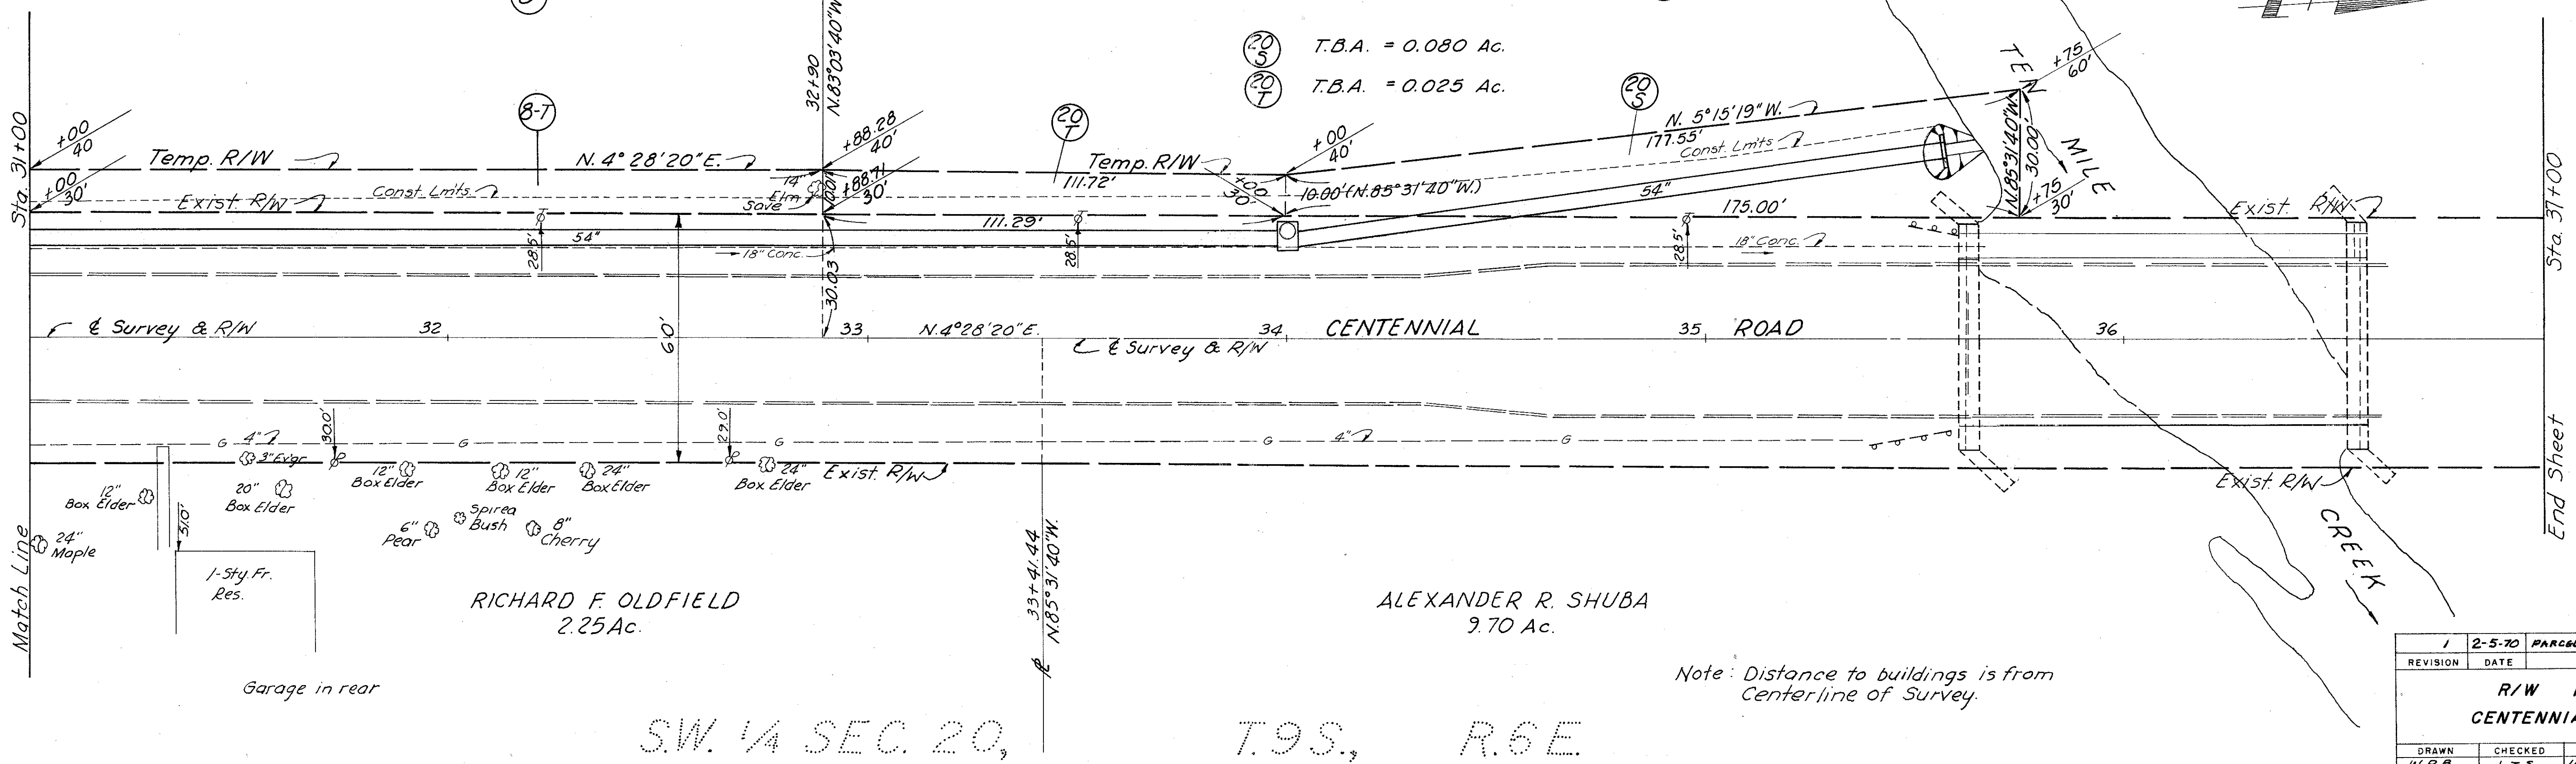 N.83°03'40"W.
32+90
20
S
T.B.A. = 0.080 Ac.
20
T
T.B.A. = 0.025 Ac.
Sta. 31+00
+00
40
Temp. R/W
8-T
N. 4° 28' 20" E.
+88.28
40'
20
T
Temp. R/W
111.72'
+00
40'
20
S
N. 5° 15' 19" W.
177.55'
Const. Lmts
TEN
MILE
CREEK
+75
60'
N.85°31'40"W.
30.00'
+75
30'
+00
30'
Exist. R/W
Const. Lmts.
14"
Elm
Save
+88.71
30'
+00
30'
10.00' (N.85°31'40"W.)
54"
175.00'
Exist. R/W
Sta. 37+00
54"
28.5'
18" Conc.
111.29'
28.5'
28.5'
18" Conc.
30.03'
60'
₵ Survey & R/W
32
33
N.4°28'20"E.
34
CENTENNIAL
35
ROAD
36
₵ Survey & R/W
G
4"
30.0'
G
29.0'
G
G
4"
G
3" Evgr.
12"
Box Elder
12"
Box Elder
24"
Box Elder
24"
Box Elder
Exist. R/W
12"
Box Elder
20"
Box Elder
Exist. R/W
Spirea
Bush
6"
Pear
8"
Cherry
51.0'
24"
Maple
Match Line
End Sheet
1-Sty. Fr.
Res.
RICHARD F. OLDFIELD
2.25 Ac.
33+41.44
N.85°31'40"W.
ALEXANDER R. SHUBA
9.70 Ac.
Garage in rear
Note: Distance to buildings is from
Centerline of Survey.
S.W. 1/4 SEC. 20, T.9S., R.6E.
1 2-5-70
REVISION DATE
R/W
DRAWN CHECKED